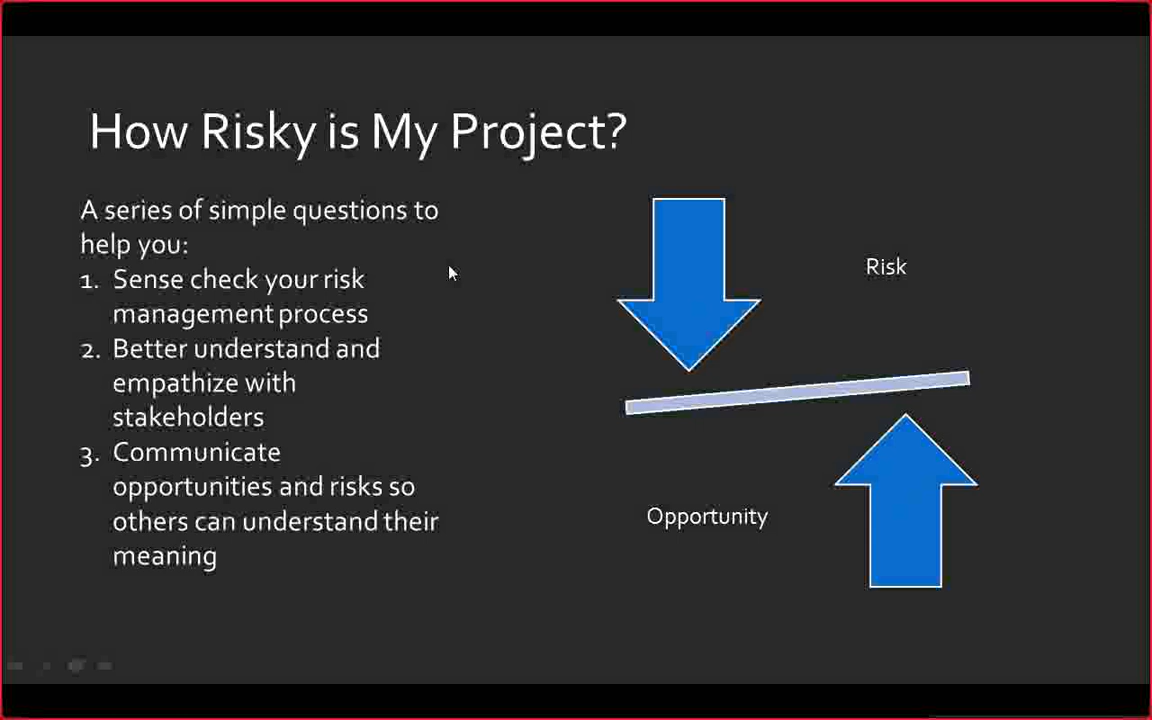 How Risky is My Project?
A series of simple questions to
help you:
1. Sense check your risk
management process
2. Better understand and
empathize with
stakeholders
3. Communicate
opportunities and risks so
others can understand their
meaning
Risk
Opportunity